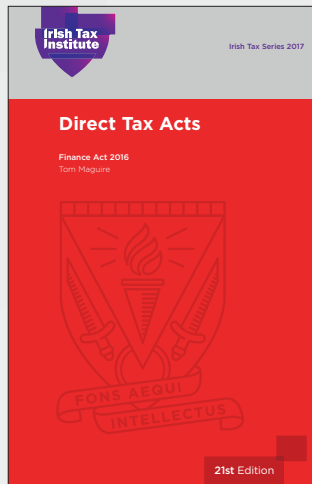 Irish Tax
Institute
Irish Tax Series 2017
Direct Tax Acts
Finance Act 2016
Tom Maguire
FONS AEQUI
INTELLECTUS
21st Edition